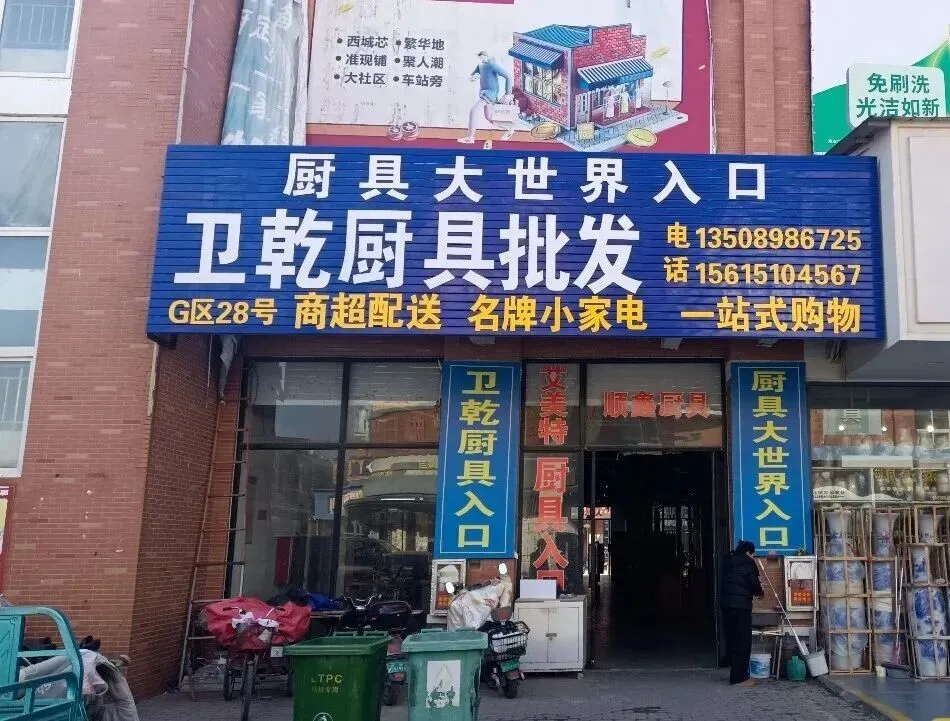 • 西城芯 • 繁华地
• 准现铺 • 聚人潮
• 大社区 • 车站旁
免刷洗
光洁如新
厨具大世界入口
卫乾厨具批发
电 13508986725
话 15615104567
G区28号 商超配送 名牌小家电 一站式购物
卫乾厨具入口
艾美特
厨具入口
顺鑫厨具
厨具大世界入口
LTPC